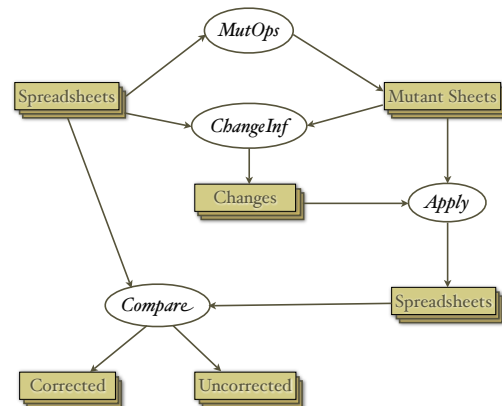 MutOps
Spreadsheets
Mutant Sheets
ChangeInf
Changes
Apply
Compare
Spreadsheets
Corrected
Uncorrected